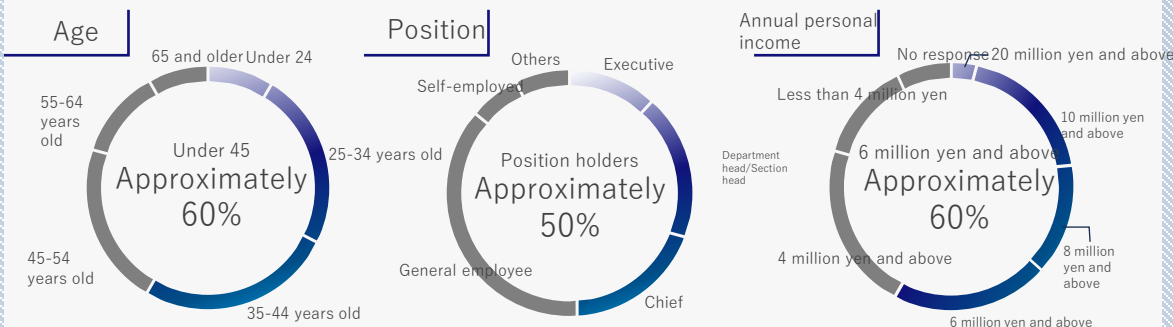 Age
65 and older
Under 24
55-64
years
old
25-34 years old
Under 45
Approximately
60%
45-54
years old
35-44 years old
Position
Others
Executive
Self-employed
Department
head/Section
head
Position holders
Approximately
50%
General employee
Chief
Annual personal
income
No response
20 million yen and above
Less than 4 million yen
10 million yen
and above
6 million yen and above
Approximately
60%
4 million yen and above
8 million
yen and
above
6 million yen and above